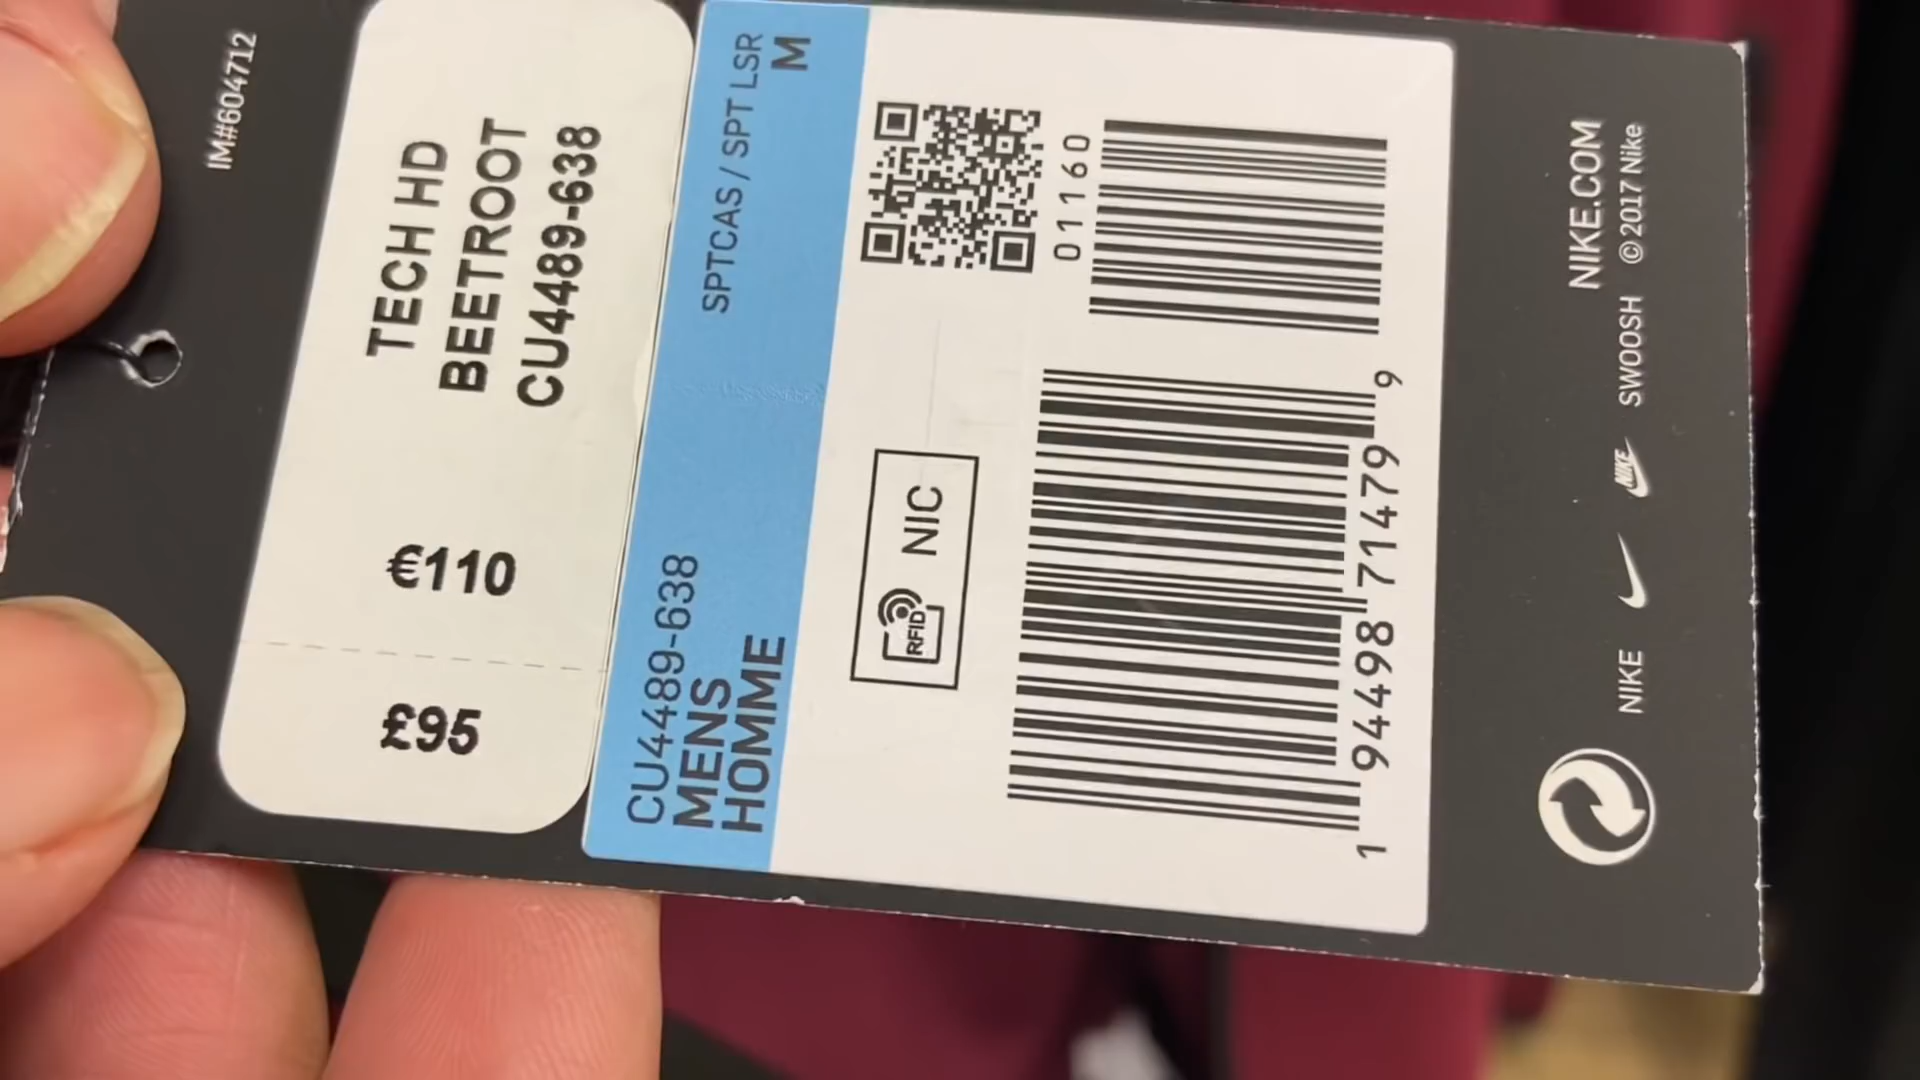 IM#604712
TECH HD
BEETROOT
CU4489-638
€110
£95
CU4489-638
MENS
HOMME
SPTCAS / SPT LSR
M
RFID
NIC
01160
1 94498 71479 9
NIKE.COM
NIKE SWOOSH ©2017 Nike
NIKE